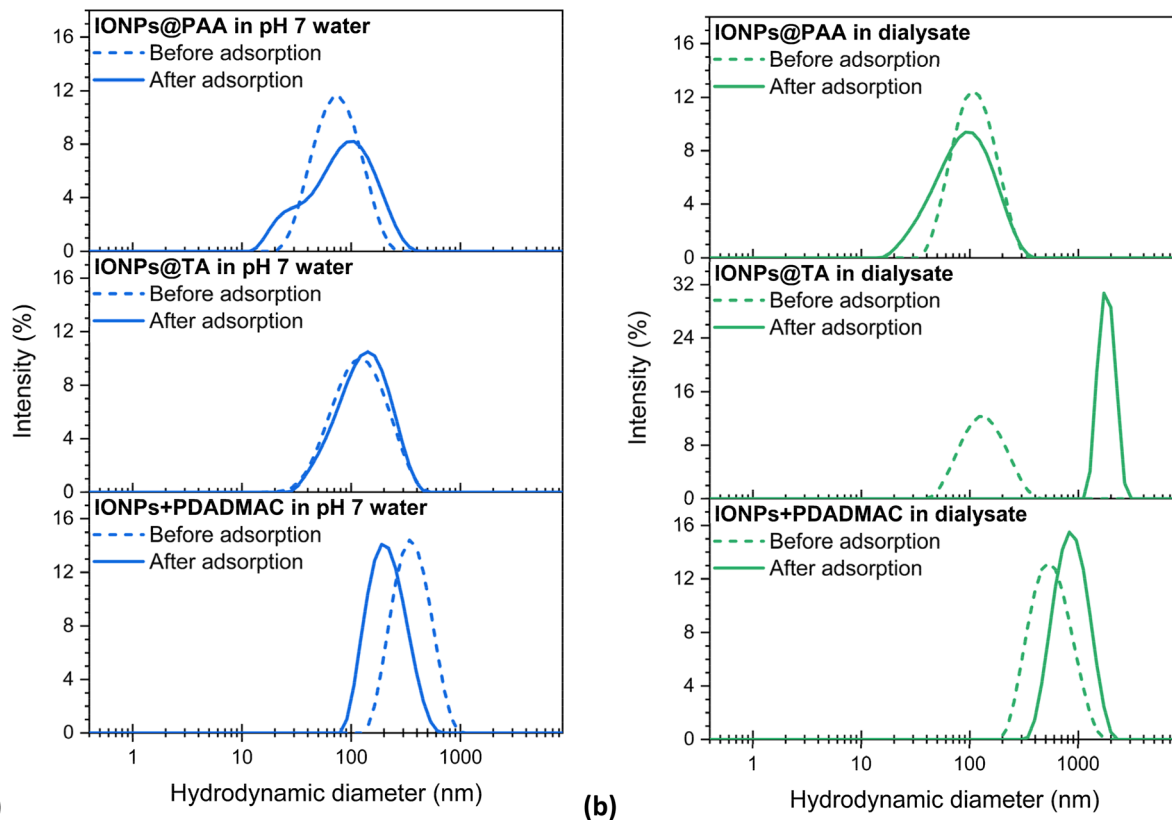 IONPs@PAA in pH 7 water
Before adsorption
After adsorption
16
12
8
4
0
IONPs@TA in pH 7 water
Before adsorption
After adsorption
16
12
8
4
0
IONPs+PDADMAC in pH 7 water
Before adsorption
After adsorption
16
12
8
4
0
Intensity (%)
1
10
100
1000
Hydrodynamic diameter (nm)
)
(b)
IONPs@PAA in dialysate
Before adsorption
After adsorption
16
12
8
4
0
IONPs@TA in dialysate
Before adsorption
After adsorption
32
24
16
8
0
IONPs+PDADMAC in dialysate
Before adsorption
After adsorption
16
12
8
4
0
Intensity (%)
1
10
100
1000
Hydrodynamic diameter (nm)